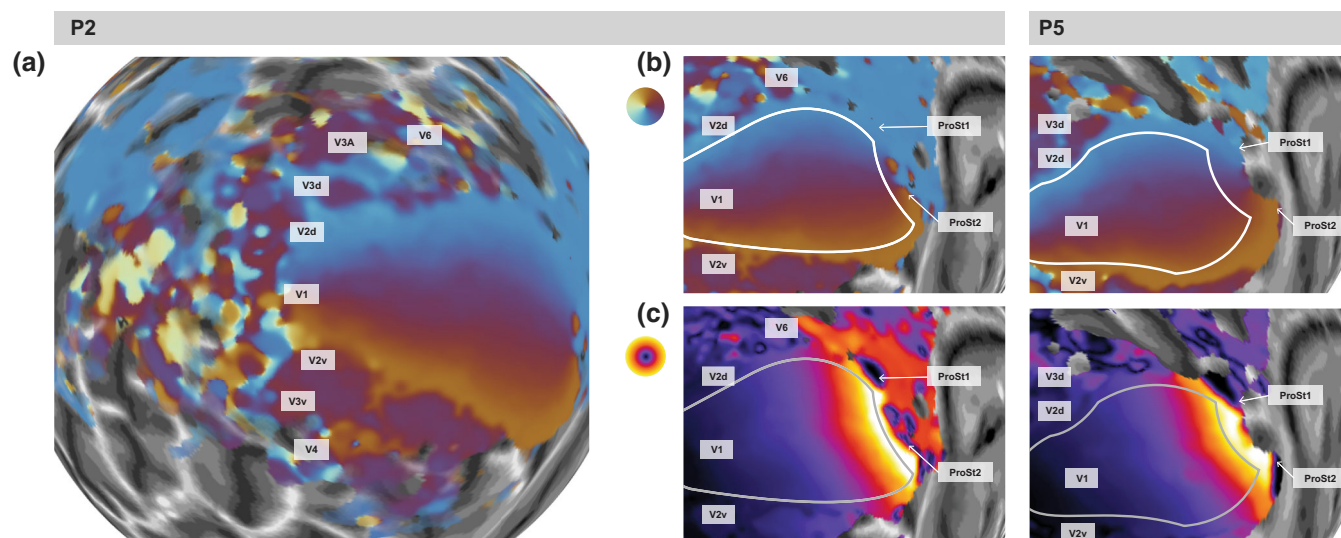 P2
P5
(a)
V3A
V6
V3d
V2d
V1
V2v
V3v
V4
(b)
V6
V2d
ProSt1
V1
ProSt2
V2v
V3d
V2d
ProSt1
V1
ProSt2
V2v
(c)
V6
V2d
ProSt1
V1
ProSt2
V2v
V3d
V2d
ProSt1
V1
ProSt2
V2v